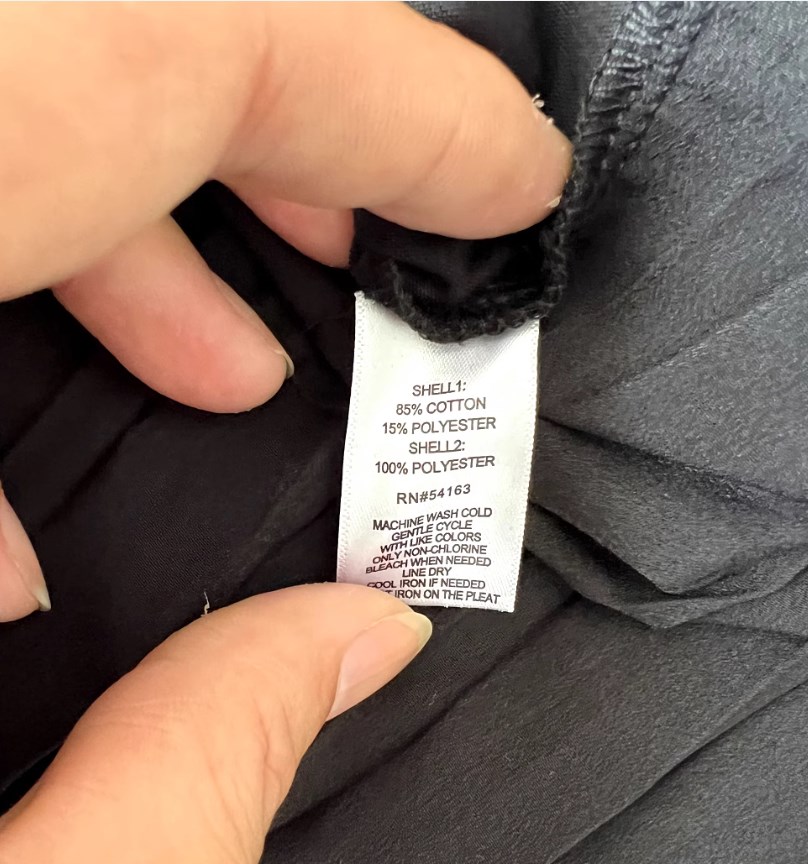 SHELL1:
85% COTTON
15% POLYESTER
SHELL2:
100% POLYESTER
RN#54163
MACHINE WASH COLD
GENTLE CYCLE
WITH LIKE COLORS
ONLY NON-CHLORINE
BLEACH WHEN NEEDED
LINE DRY
COOL IRON IF NEEDED
IRON ON THE PLEAT